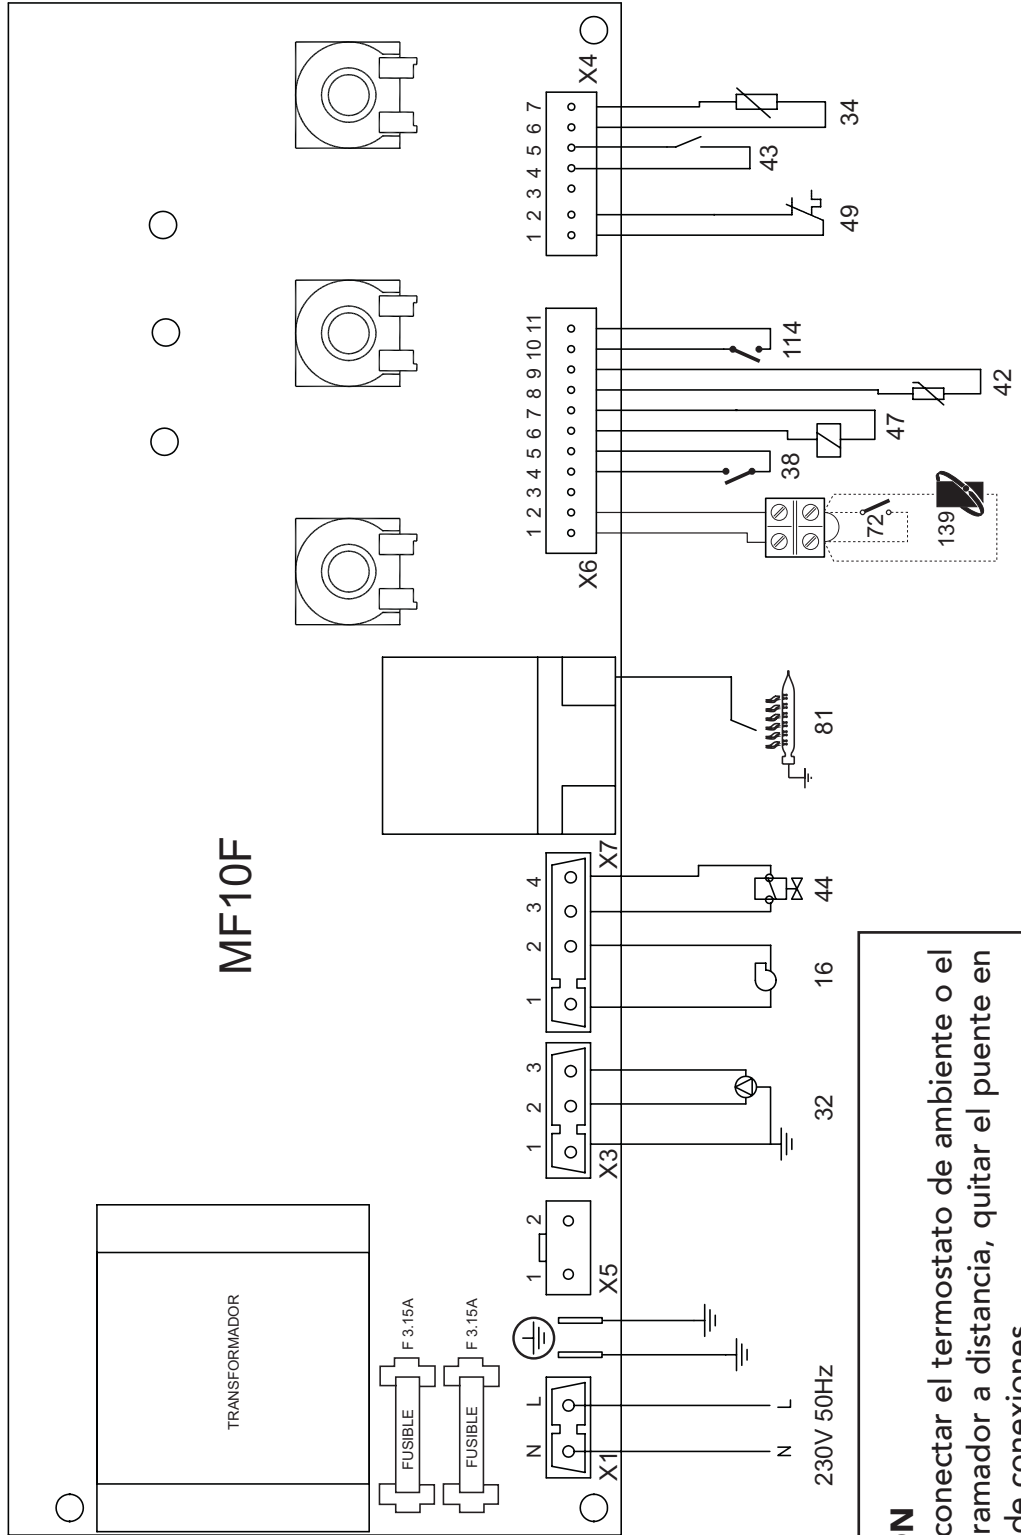 MF10F
TRANSFORMADOR
FUSIBLE F 3.15A
FUSIBLE F 3.15A
N L 1 2 1 2 3 1 2 3 4 1 2 3 4 5 6 7 8 9 10 11 1 2 3 4 5 6 7
X1 X5 X3 X7 X6 X4
N L
230V 50Hz
32 16 44 81
72 139 38 47 42 114
49 43 34
conectar el termostato de ambiente o el
ramador a distancia, quitar el puente en
de conexiones